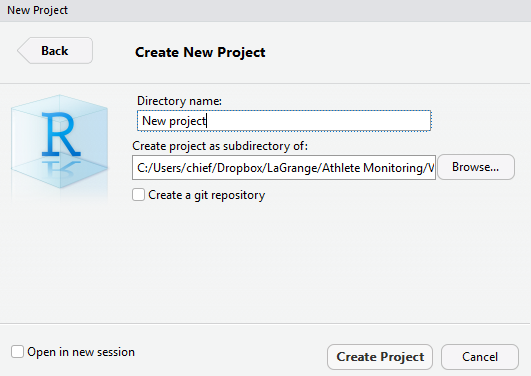 New Project
Back
Create New Project
R
Directory name:
New project
Create project as subdirectory of:
C:/Users/chief/Dropbox/LaGrange/Athlete Monitoring/
Browse...
Create a git repository
Open in new session
Create Project
Cancel